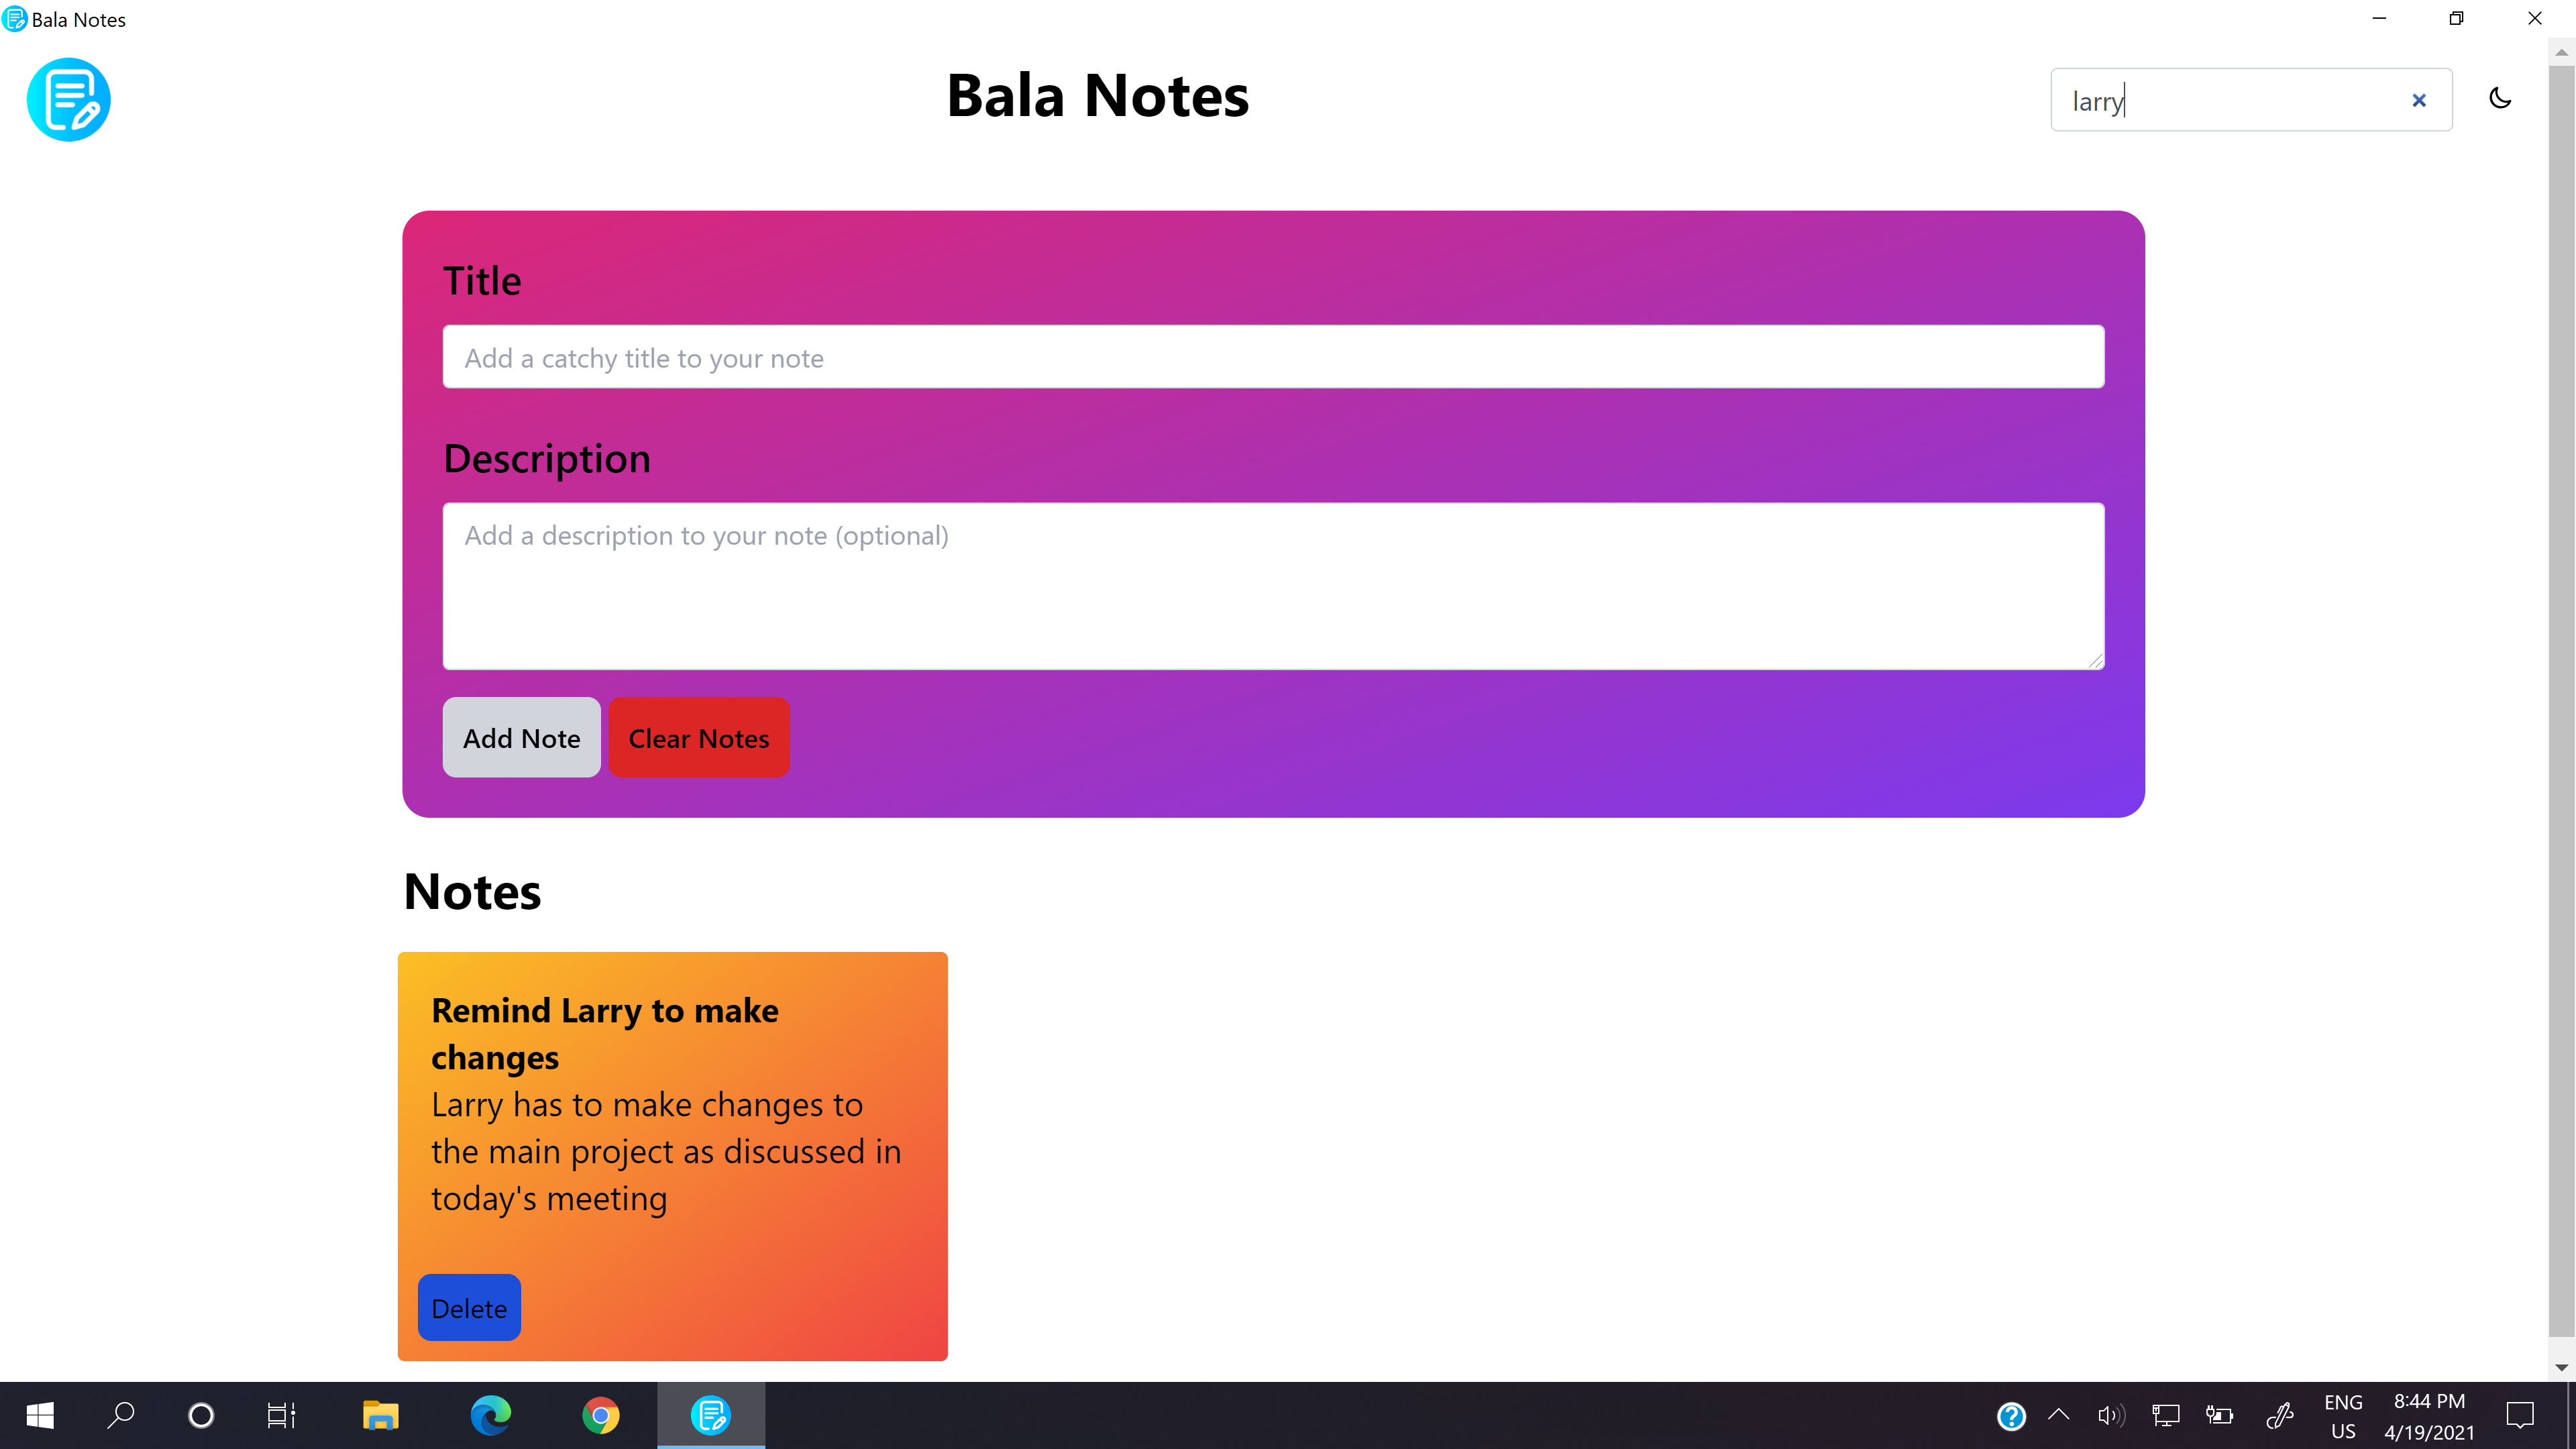 Bala Notes
Bala Notes
larry
Title
Add a catchy title to your note
Description
Add a description to your note (optional)
Add Note
Clear Notes
Notes
Remind Larry to make
changes
Larry has to make changes to
the main project as discussed in
today's meeting
Delete
ENG
US
8:44 PM
4/19/2021